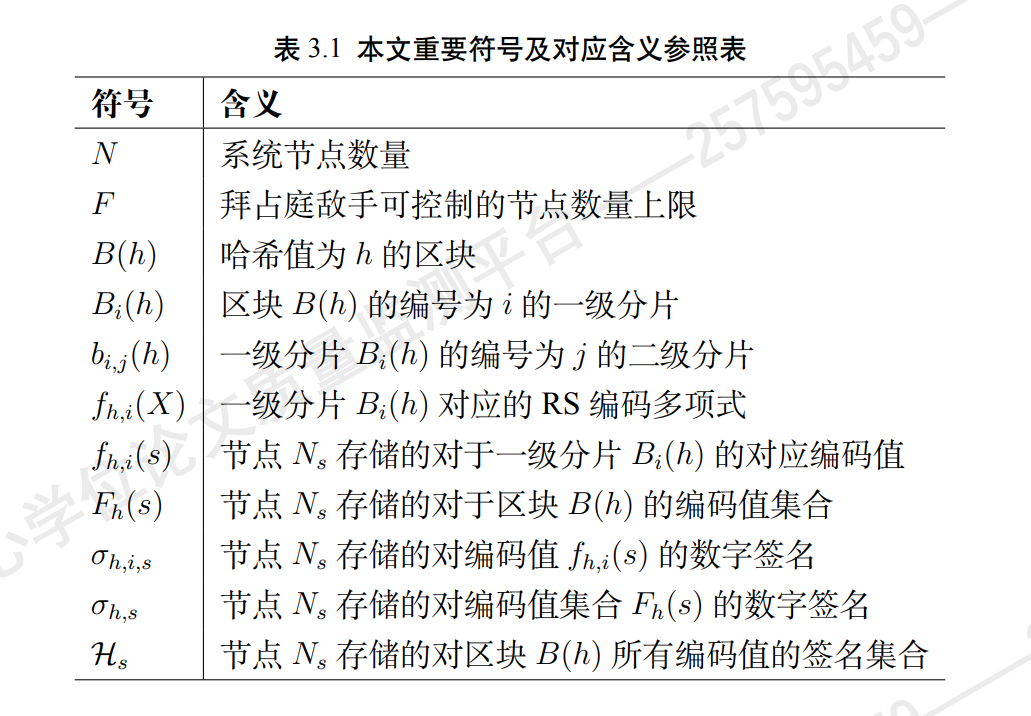 表 3.1 本文重要符号及对应含义参照表
符号 含义
N 系统节点数量
F 拜占庭敌手可控制的节点数量上限
B(h) 哈希值为 h 的区块
B_i(h) 区块 B(h) 的编号为 i 的一级分片
b_{i,j}(h) 一级分片 B_i(h) 的编号为 j 的二级分片
f_{h,i}(X) 一级分片 B_i(h) 对应的 RS 编码多项式
f_{h,i}(s) 节点 N_s 存储的对于一级分片 B_i(h) 的对应编码值
F_h(s) 节点 N_s 存储的对于区块 B(h) 的编码值集合
σ_{h,i,s} 节点 N_s 存储的对编码值 f_{h,i}(s) 的数字签名
σ_{h,s} 节点 N_s 存储的对编码值集合 F_h(s) 的数字签名
ℋ_s 节点 N_s 存储的对区块 B(h) 所有编码值的签名集合
心学位论文质量监测平台——257595459—